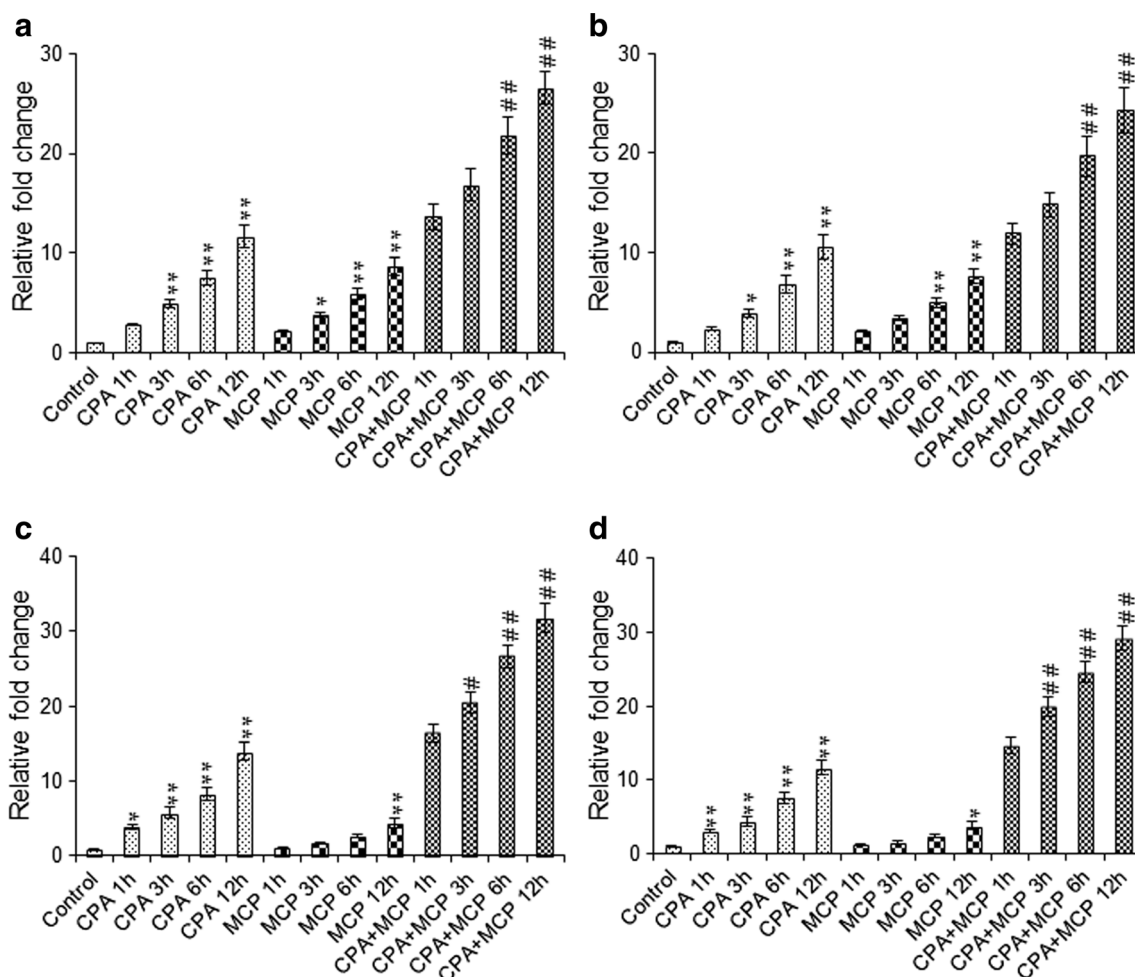 a
30
20
10
0
Relative fold change
**
**
**
*
**
**
##
##
Control
CPA 1h
CPA 3h
CPA 6h
CPA 12h
MCP 1h
MCP 3h
MCP 6h
MCP 12h
CPA+MCP 1h
CPA+MCP 3h
CPA+MCP 6h
CPA+MCP 12h
b
30
20
10
0
Relative fold change
*
**
**
**
**
##
##
Control
CPA 1h
CPA 3h
CPA 6h
CPA 12h
MCP 1h
MCP 3h
MCP 6h
MCP 12h
CPA+MCP 1h
CPA+MCP 3h
CPA+MCP 6h
CPA+MCP 12h
c
40
30
20
10
0
Relative fold change
*
**
**
**
**
#
##
##
Control
CPA 1h
CPA 3h
CPA 6h
CPA 12h
MCP 1h
MCP 3h
MCP 6h
MCP 12h
CPA+MCP 1h
CPA+MCP 3h
CPA+MCP 6h
CPA+MCP 12h
d
40
30
20
10
0
Relative fold change
**
**
**
**
*
##
##
##
Control
CPA 1h
CPA 3h
CPA 6h
CPA 12h
MCP 1h
MCP 3h
MCP 6h
MCP 12h
CPA+MCP 1h
CPA+MCP 3h
CPA+MCP 6h
CPA+MCP 12h